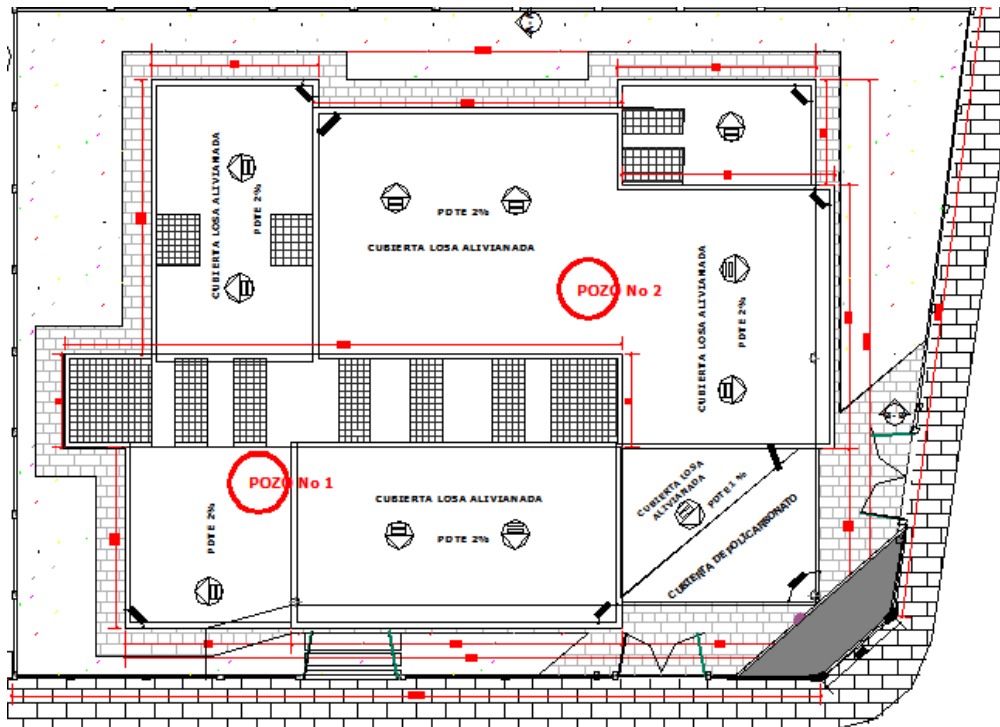 CUBIERTA LOSA ALIVIANADA
PDTE 2%
PDTE 2%
CUBIERTA LOSA ALIVIANADA
POZO No 2
CUBIERTA LOSA ALIVIANADA
PDTE 2%
POZO No 1
PDTE 2%
CUBIERTA LOSA ALIVIANADA
PDTE 2%
CUBIERTA LOSA
ALIVIANADA
PDTE 1 %
CUBIERTA DE POLICARBONATO